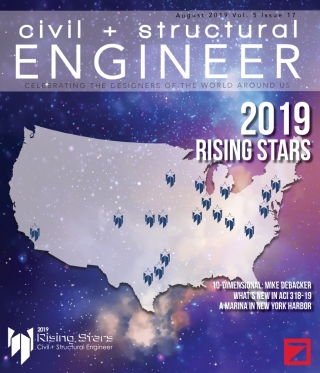 August 2019 Vol. 5 Issue 17
civil + structural
ENGINEER
CELEBRATING THE DESIGNERS OF THE WORLD AROUND US
2019
RISING STARS
10-DIMENSIONAL: MIKE DEBACKER
WHAT'S NEW IN ACI 318-19
A MARINA IN NEW YORK HARBOR
2019
Rising Stars
Civil + Structural Engineer